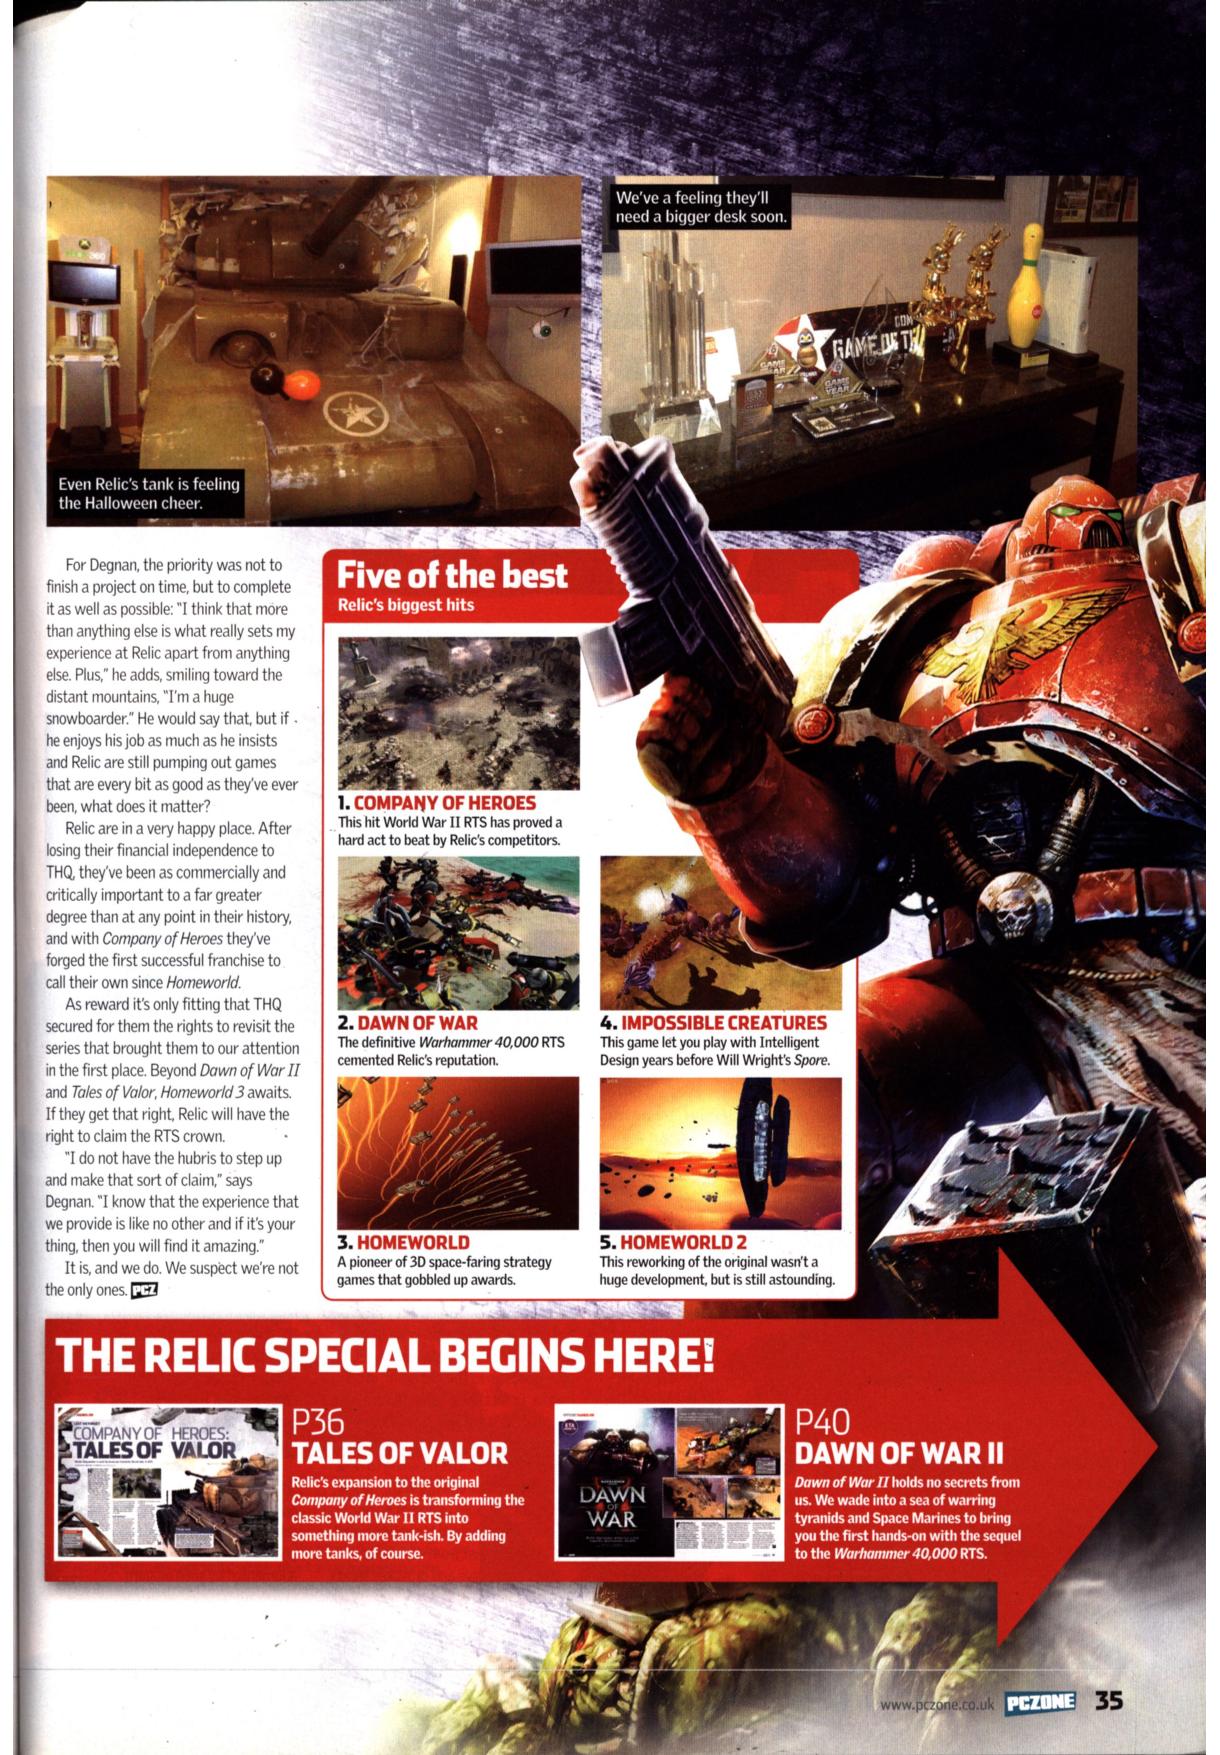 We've a feeling they'll
need a bigger desk soon.
XBOX 360
GAME OF TH
GAME
YEAR
Even Relic's tank is feeling
the Halloween cheer.
For Degnan, the priority was not to
finish a project on time, but to complete
it as well as possible: "I think that more
than anything else is what really sets my
experience at Relic apart from anything
else. Plus," he adds, smiling toward the
distant mountains, "I'm a huge
snowboarder." He would say that, but if
he enjoys his job as much as he insists
and Relic are still pumping out games
that are every bit as good as they've ever
been, what does it matter?
Relic are in a very happy place. After
losing their financial independence to
THQ, they've been as commercially and
critically important to a far greater
degree than at any point in their history,
and with Company of Heroes they've
forged the first successful franchise to
call their own since Homeworld.
As reward it's only fitting that THQ
secured for them the rights to revisit the
series that brought them to our attention
in the first place. Beyond Dawn of War II
and Tales of Valor, Homeworld 3 awaits.
If they get that right, Relic will have the
right to claim the RTS crown.
"I do not have the hubris to step up
and make that sort of claim," says
Degnan. "I know that the experience that
we provide is like no other and if it's your
thing, then you will find it amazing."
It is, and we do. We suspect we're not
the only ones. PCZ
Five of the best
Relic's biggest hits
1. COMPANY OF HEROES
This hit World War II RTS has proved a
hard act to beat by Relic's competitors.
2. DAWN OF WAR
The definitive Warhammer 40,000 RTS
cemented Relic's reputation.
3. HOMEWORLD
A pioneer of 3D space-faring strategy
games that gobbled up awards.
4. IMPOSSIBLE CREATURES
This game let you play with Intelligent
Design years before Will Wright's Spore.
5. HOMEWORLD 2
This reworking of the original wasn't a
huge development, but is still astounding.
THE RELIC SPECIAL BEGINS HERE!
COMPANY OF HEROES:
TALES OF VALOR
P36
TALES OF VALOR
Relic's expansion to the original
Company of Heroes is transforming the
classic World War II RTS into
something more tank-ish. By adding
more tanks, of course.
DAWN
OF
WAR
P40
DAWN OF WAR II
Dawn of War II holds no secrets from
us. We wade into a sea of warring
tyranids and Space Marines to bring
you the first hands-on with the sequel
to the Warhammer 40,000 RTS.
www.pczone.co.uk PCZONE 35